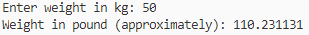 Enter weight in kg: 50
Weight in pound (approximately): 110.231131